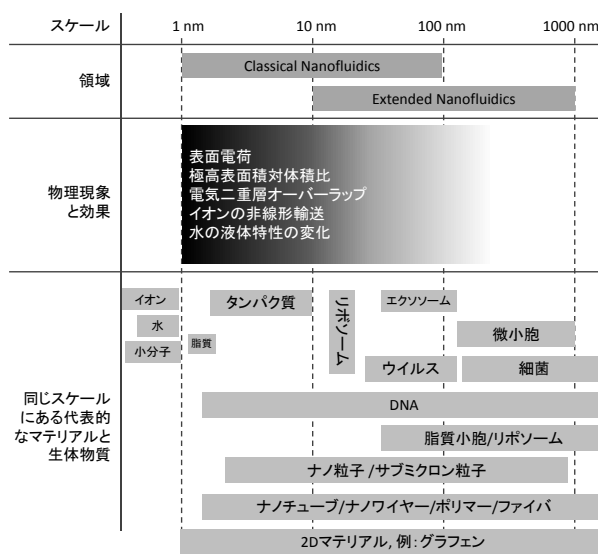 スケール
1 nm
10 nm
100 nm
1000 nm
領域
Classical Nanofluidics
Extended Nanofluidics
物理現象
と効果
表面電荷
極高表面積対体積比
電気二重層オーバーラップ
イオンの非線形輸送
水の液体特性の変化
同じスケール
にある代表的
なマテリアルと
生体物質
イオン
水
小分子
脂質
タンパク質
リボソーム
エクソソーム
微小胞
ウイルス
細菌
DNA
脂質小胞/リポソーム
ナノ粒子/サブミクロン粒子
ナノチューブ/ナノワイヤー/ポリマー/ファイバ
2Dマテリアル, 例:グラフェン